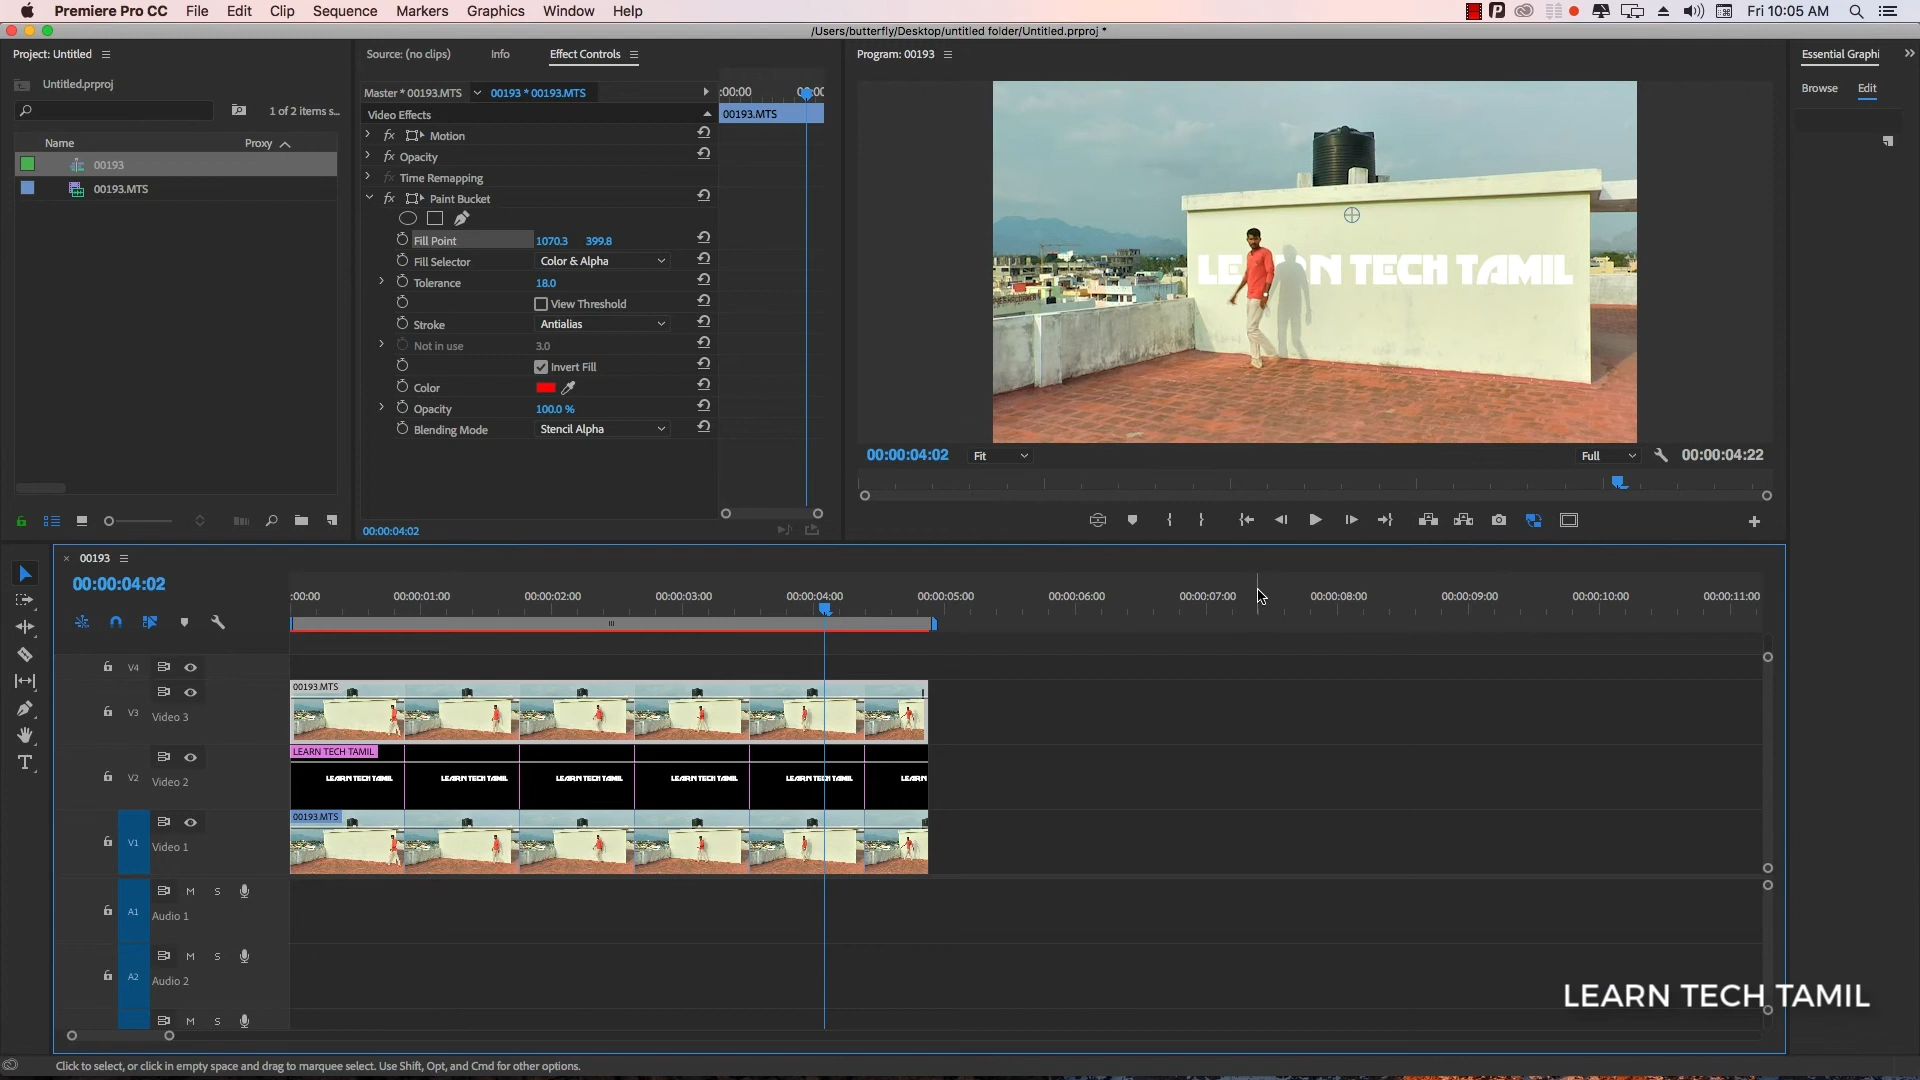 Premiere Pro CC File Edit Clip Sequence Markers Graphics Window Help Fri 10:05 AM
/Users/butterfly/Desktop/untitled folder/Untitled.prproj *
Project: Untitled
Untitled.prproj
1 of 2 items s...
Name Proxy
00193
00193.MTS
Source: (no clips) Info Effect Controls
Master * 00193.MTS 00193 * 00193.MTS
Video Effects
fx Motion
fx Opacity
fx Time Remapping
fx Paint Bucket
Fill Point 1070.3 399.8
Fill Selector Color & Alpha
Tolerance 18.0
View Threshold
Stroke Antialias
Not in use 3.0
Invert Fill
Color
Opacity 100.0 %
Blending Mode Stencil Alpha
:00:00
00193.MTS
00:00:04:02
Program: 00193
LEARN TECH TAMIL
00:00:04:02 Fit Full 00:00:04:22
Essential Graphi
Browse Edit
00193
00:00:04:02
:00:00 00:00:01:00 00:00:02:00 00:00:03:00 00:00:04:00 00:00:05:00 00:00:06:00 00:00:07:00 00:00:08:00 00:00:09:00 00:00:10:00 00:00:11:00
V4
V3 Video 3
00193.MTS
V2 Video 2
LEARN TECH TAMIL
LEARN TECH TAMIL LEARN TECH TAMIL LEARN TECH TAMIL LEARN TECH TAMIL LEARN TECH TAMIL LEARN
V1 Video 1
00193.MTS
A1 M S
Audio 1
A2 M S
Audio 2
M S
LEARN TECH TAMIL
Click to select, or click in empty space and drag to marquee select. Use Shift, Opt, and Cmd for other options.